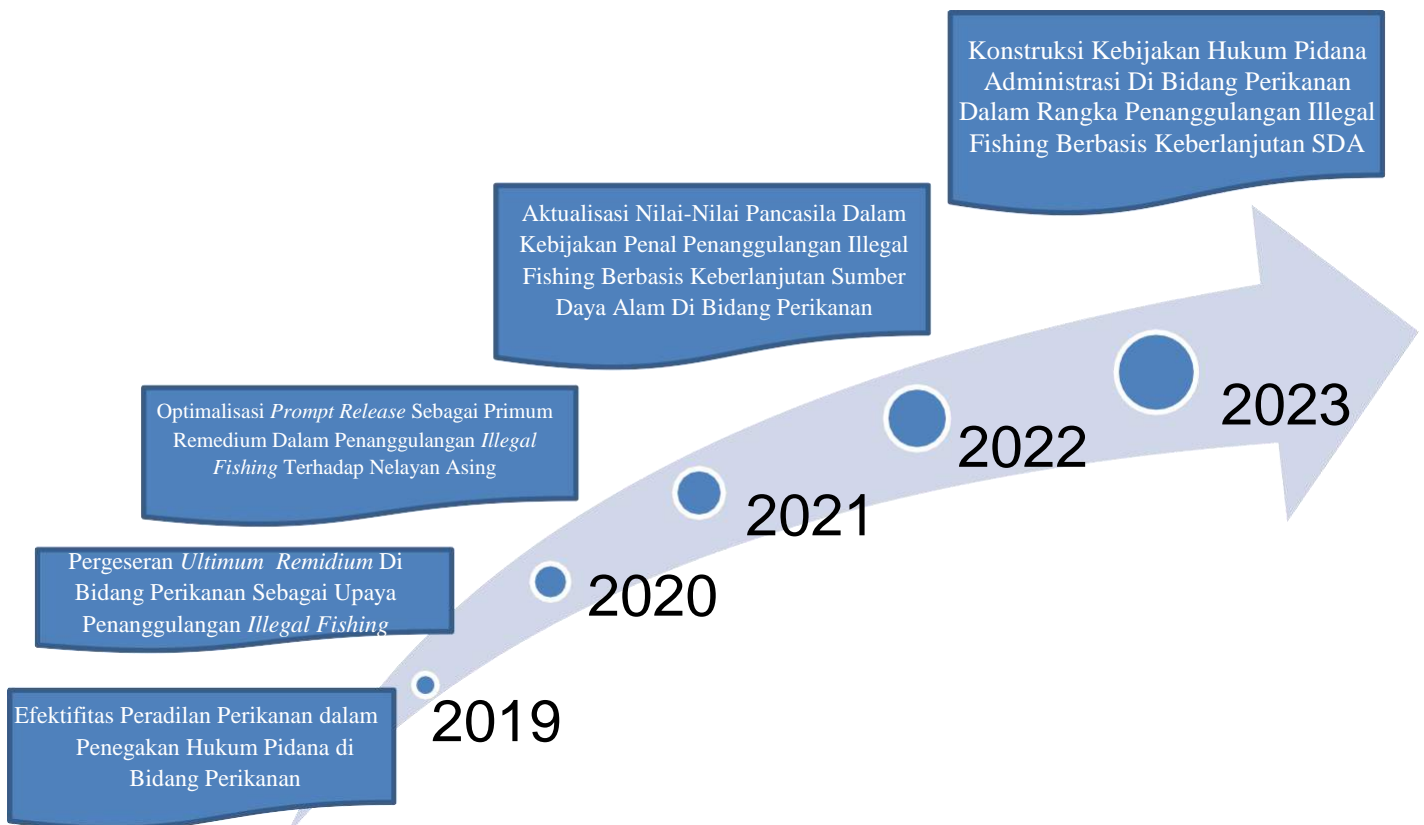 Konstruksi Kebijakan Hukum Pidana
Administrasi Di Bidang Perikanan
Dalam Rangka Penanggulangan Illegal
Fishing Berbasis Keberlanjutan SDA
Aktualisasi Nilai-Nilai Pancasila Dalam
Kebijakan Penal Penanggulangan Illegal
Fishing Berbasis Keberlanjutan Sumber
Daya Alam Di Bidang Perikanan
Optimalisasi Prompt Release Sebagai Primum
Remedium Dalam Penanggulangan Illegal
Fishing Terhadap Nelayan Asing
Pergeseran Ultimum Remidium Di
Bidang Perikanan Sebagai Upaya
Penanggulangan Illegal Fishing
Efektifitas Peradilan Perikanan dalam
Penegakan Hukum Pidana di
Bidang Perikanan
2019
2020
2021
2022
2023